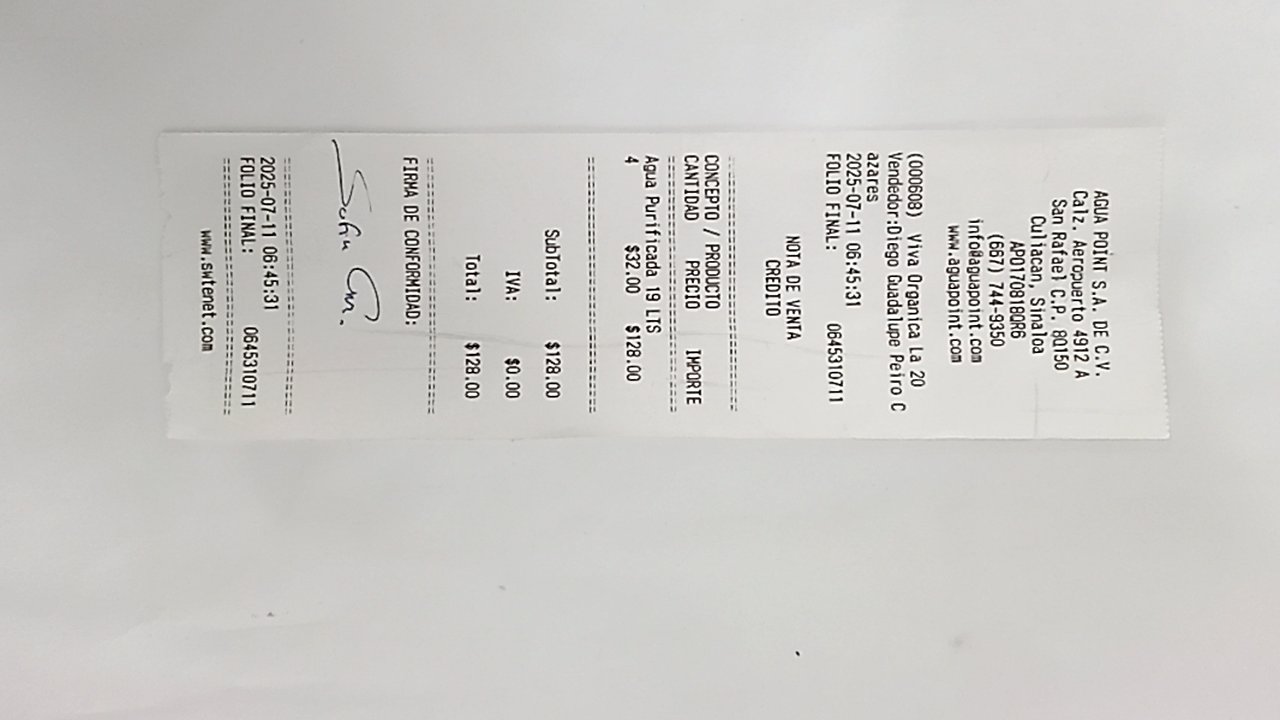 AGUA POINT S.A. DE C.V.
Calz. Aeropuerto 4912 A
San Rafael C.P. 80150
Culiacan, Sinaloa
APO170818QR6
(667) 744-9350
info@aguapoint.com
www.aguapoint.com
(000608) Viva Organica La 20
Vendedor:Diego Guadalupe Peiro C
azares
2025-07-11 06:45:31
FOLIO FINAL: 0645310711
NOTA DE VENTA
CREDITO
================================
CONCEPTO / PRODUCTO
CANTIDAD PRECIO IMPORTE
================================
Agua Purificada 19 LTS
4 $32.00 $128.00
================================
SubTotal: $128.00
IVA: $0.00
Total: $128.00
================================
FIRMA DE CONFORMIDAD:
================================
2025-07-11 06:45:31
FOLIO FINAL: 0645310711
================================
www.swtenet.com